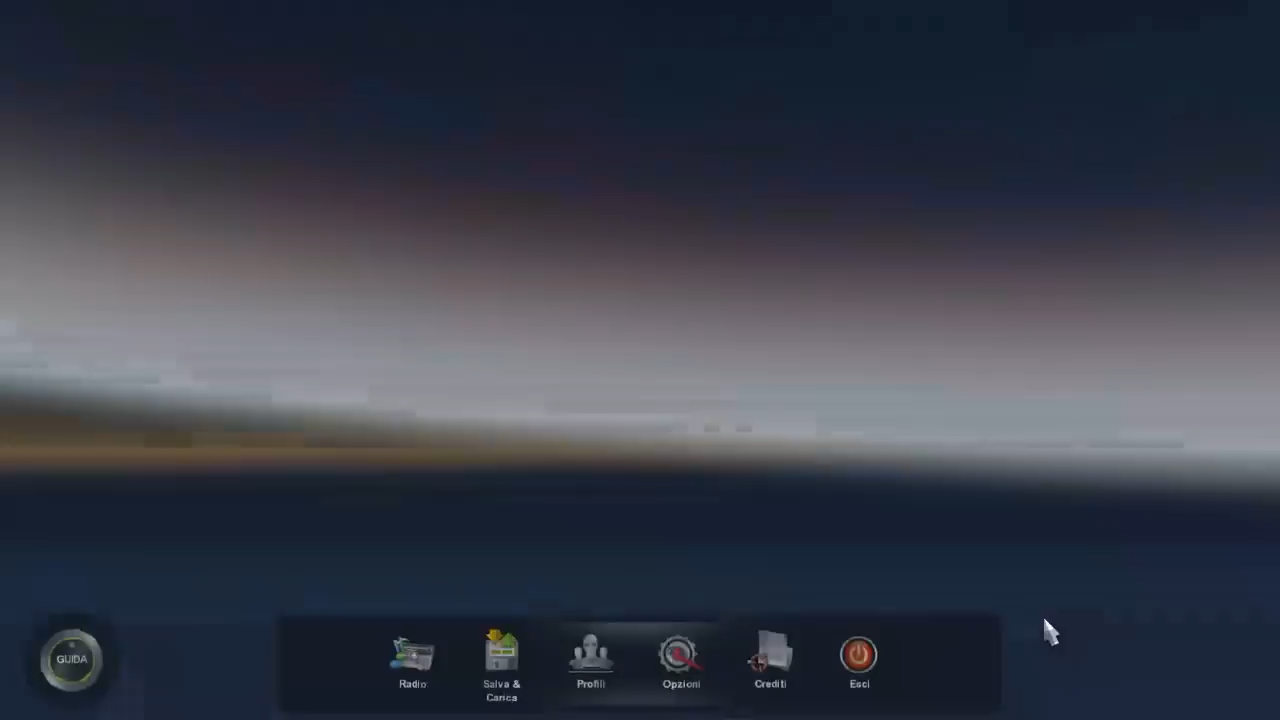 GUIDA
Radio
Salva &
Carica
Profili
Opzioni
Crediti
Esci